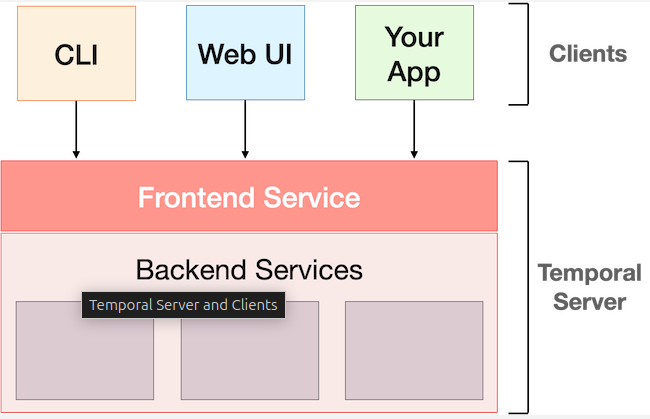 CLI
Web UI
Your
App
Clients
Frontend Service
Backend Services
Temporal Server and Clients
Temporal
Server